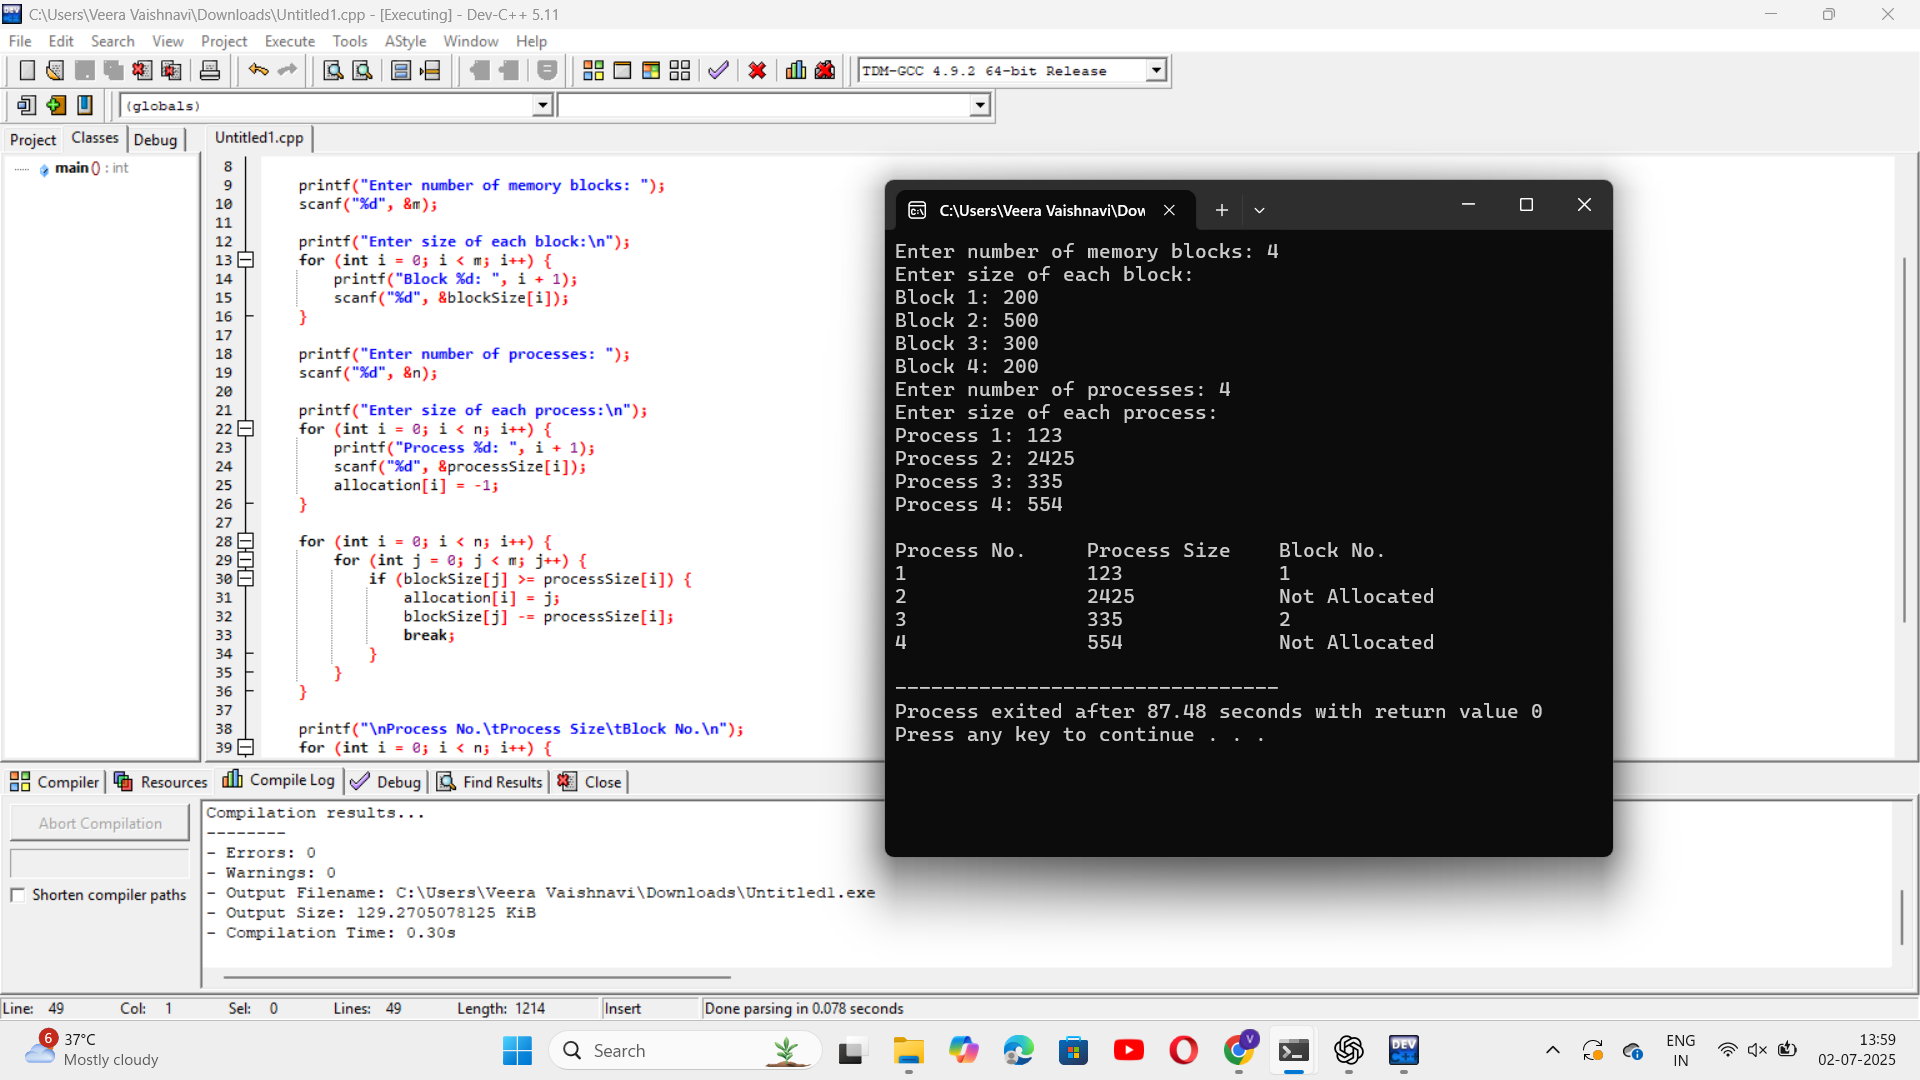 C:\Users\Veera Vaishnavi\Downloads\Untitled1.cpp - [Executing] - Dev-C++ 5.11
File Edit Search View Project Execute Tools AStyle Window Help
TDM-GCC 4.9.2 64-bit Release
(globals)
Project Classes Debug
Untitled1.cpp
main () : int
8
9 printf("Enter number of memory blocks: ");
10 scanf("%d", &m);
11
12 printf("Enter size of each block:\n");
13 for (int i = 0; i < m; i++) {
14 printf("Block %d: ", i + 1);
15 scanf("%d", &blockSize[i]);
16 }
17
18 printf("Enter number of processes: ");
19 scanf("%d", &n);
20
21 printf("Enter size of each process:\n");
22 for (int i = 0; i < n; i++) {
23 printf("Process %d: ", i + 1);
24 scanf("%d", &processSize[i]);
25 allocation[i] = -1;
26 }
27
28 for (int i = 0; i < n; i++) {
29 for (int j = 0; j < m; j++) {
30 if (blockSize[j] >= processSize[i]) {
31 allocation[i] = j;
32 blockSize[j] -= processSize[i];
33 break;
34 }
35 }
36 }
37
38 printf("\nProcess No.\tProcess Size\tBlock No.\n");
39 for (int i = 0; i < n; i++) {
C:\Users\Veera Vaishnavi\Dow
Enter number of memory blocks: 4
Enter size of each block:
Block 1: 200
Block 2: 500
Block 3: 300
Block 4: 200
Enter number of processes: 4
Enter size of each process:
Process 1: 123
Process 2: 2425
Process 3: 335
Process 4: 554
Process No. Process Size Block No.
1 123 1
2 2425 Not Allocated
3 335 2
4 554 Not Allocated
--------------------------------
Process exited after 87.48 seconds with return value 0
Press any key to continue . . .
Compiler Resources Compile Log Debug Find Results Close
Abort Compilation
Shorten compiler paths
Compilation results...
--------
- Errors: 0
- Warnings: 0
- Output Filename: C:\Users\Veera Vaishnavi\Downloads\Untitled1.exe
- Output Size: 129.2705078125 KiB
- Compilation Time: 0.30s
Line: 49 Col: 1 Sel: 0 Lines: 49 Length: 1214 Insert Done parsing in 0.078 seconds
6
37°C
Mostly cloudy
Search
V
DEV
C++
ENG
IN
13:59
02-07-2025